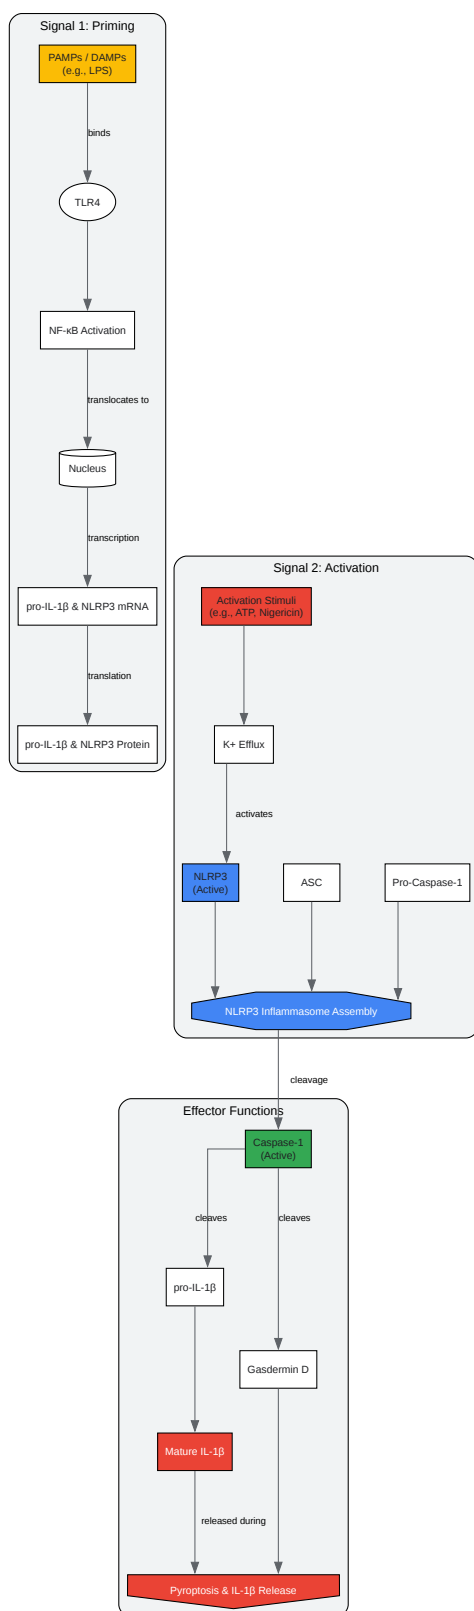 Signal 1: Priming
PAMPs / DAMPs
(e.g., LPS)
binds
TLR4
NF-κB Activation
translocates to
Nucleus
transcription
pro-IL-1β & NLRP3 mRNA
translation
pro-IL-1β & NLRP3 Protein
Signal 2: Activation
Activation Stimuli
(e.g., ATP, Nigericin)
K+ Efflux
activates
NLRP3
(Active)
ASC
Pro-Caspase-1
NLRP3 Inflammasome Assembly
cleavage
Effector Functions
Caspase-1
(Active)
cleaves
cleaves
pro-IL-1β
Gasdermin D
Mature IL-1β
released during
Pyroptosis & IL-1β Release